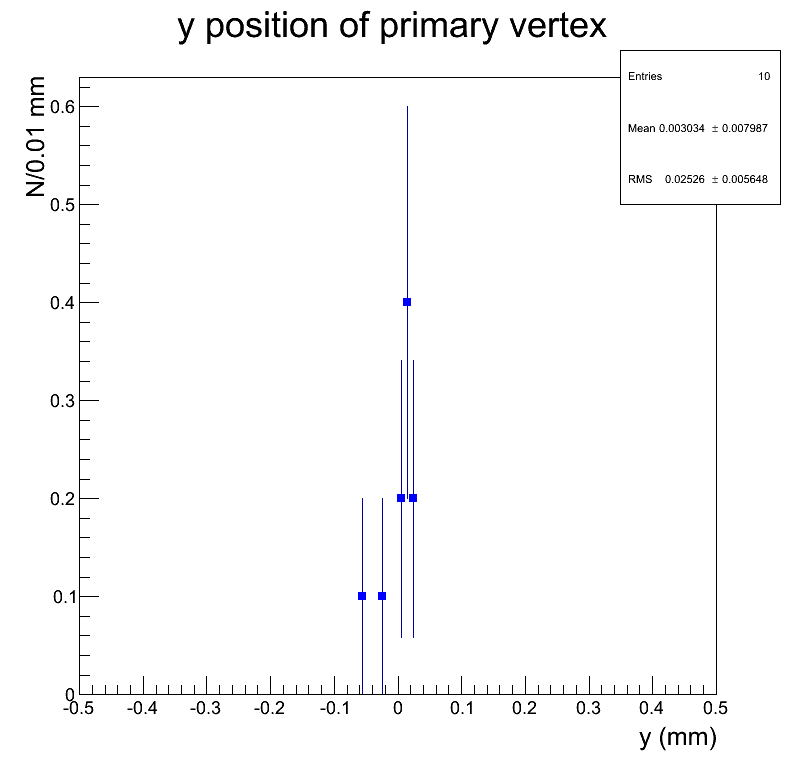 y position of primary vertex
Entries 10
Mean 0.003034 ± 0.007987
RMS 0.02526 ± 0.005648
N/0.01 mm
0.6
0.5
0.4
0.3
0.2
0.1
0
-0.5 -0.4 -0.3 -0.2 -0.1 0 0.1 0.2 0.3 0.4 0.5
y (mm)